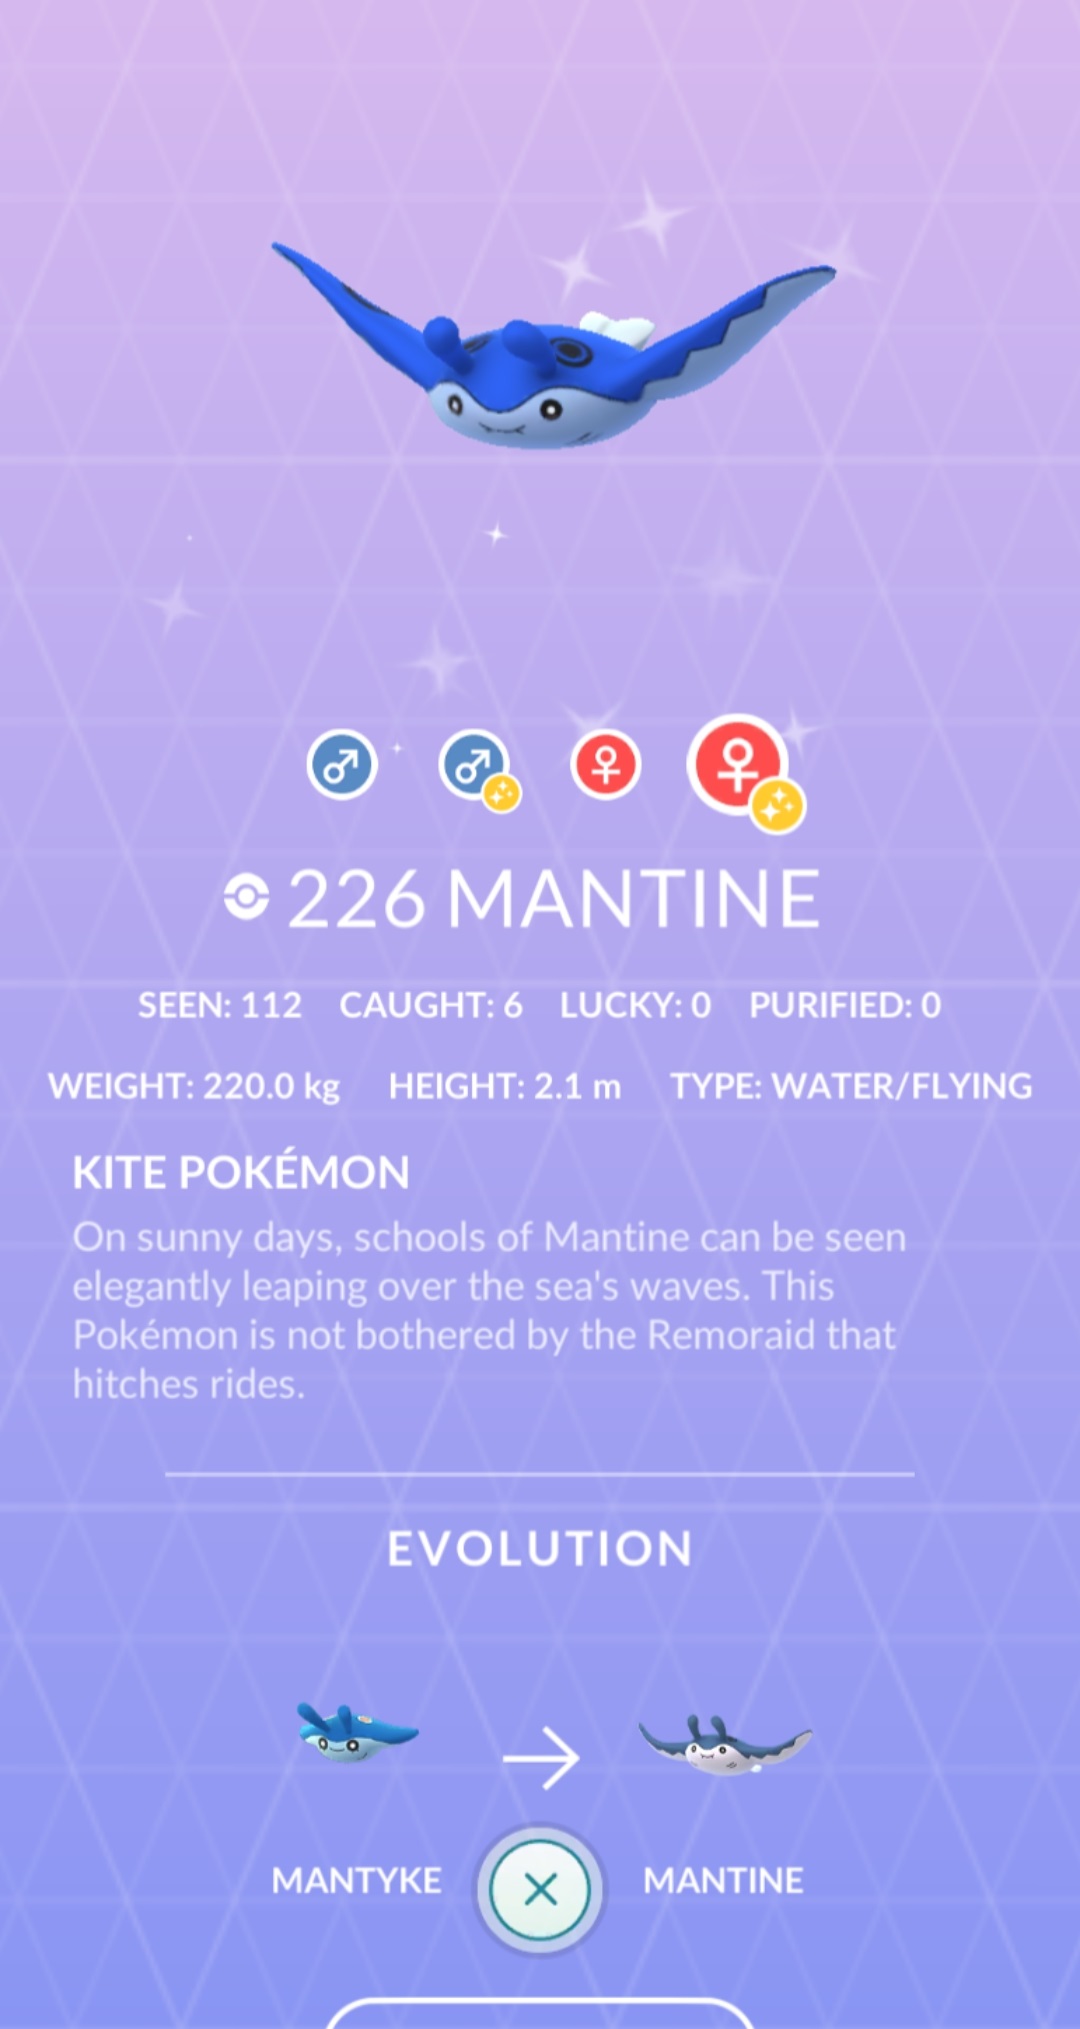 226 MANTINE
SEEN: 112 CAUGHT: 6 LUCKY: 0 PURIFIED: 0
WEIGHT: 220.0 kg HEIGHT: 2.1 m TYPE: WATER/FLYING
KITE POKÉMON
On sunny days, schools of Mantine can be seen
elegantly leaping over the sea's waves. This
Pokémon is not bothered by the Remoraid that
hitches rides.
EVOLUTION
MANTYKE MANTINE